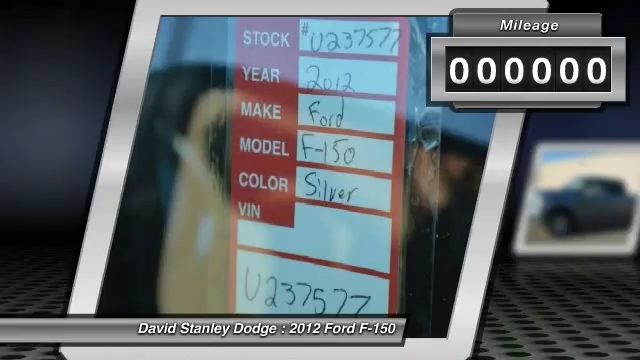 Mileage
000000
STOCK # U237577
YEAR 2012
MAKE Ford
MODEL F-150
COLOR Silver
VIN
U237577
David Stanley Dodge : 2012 Ford F-150